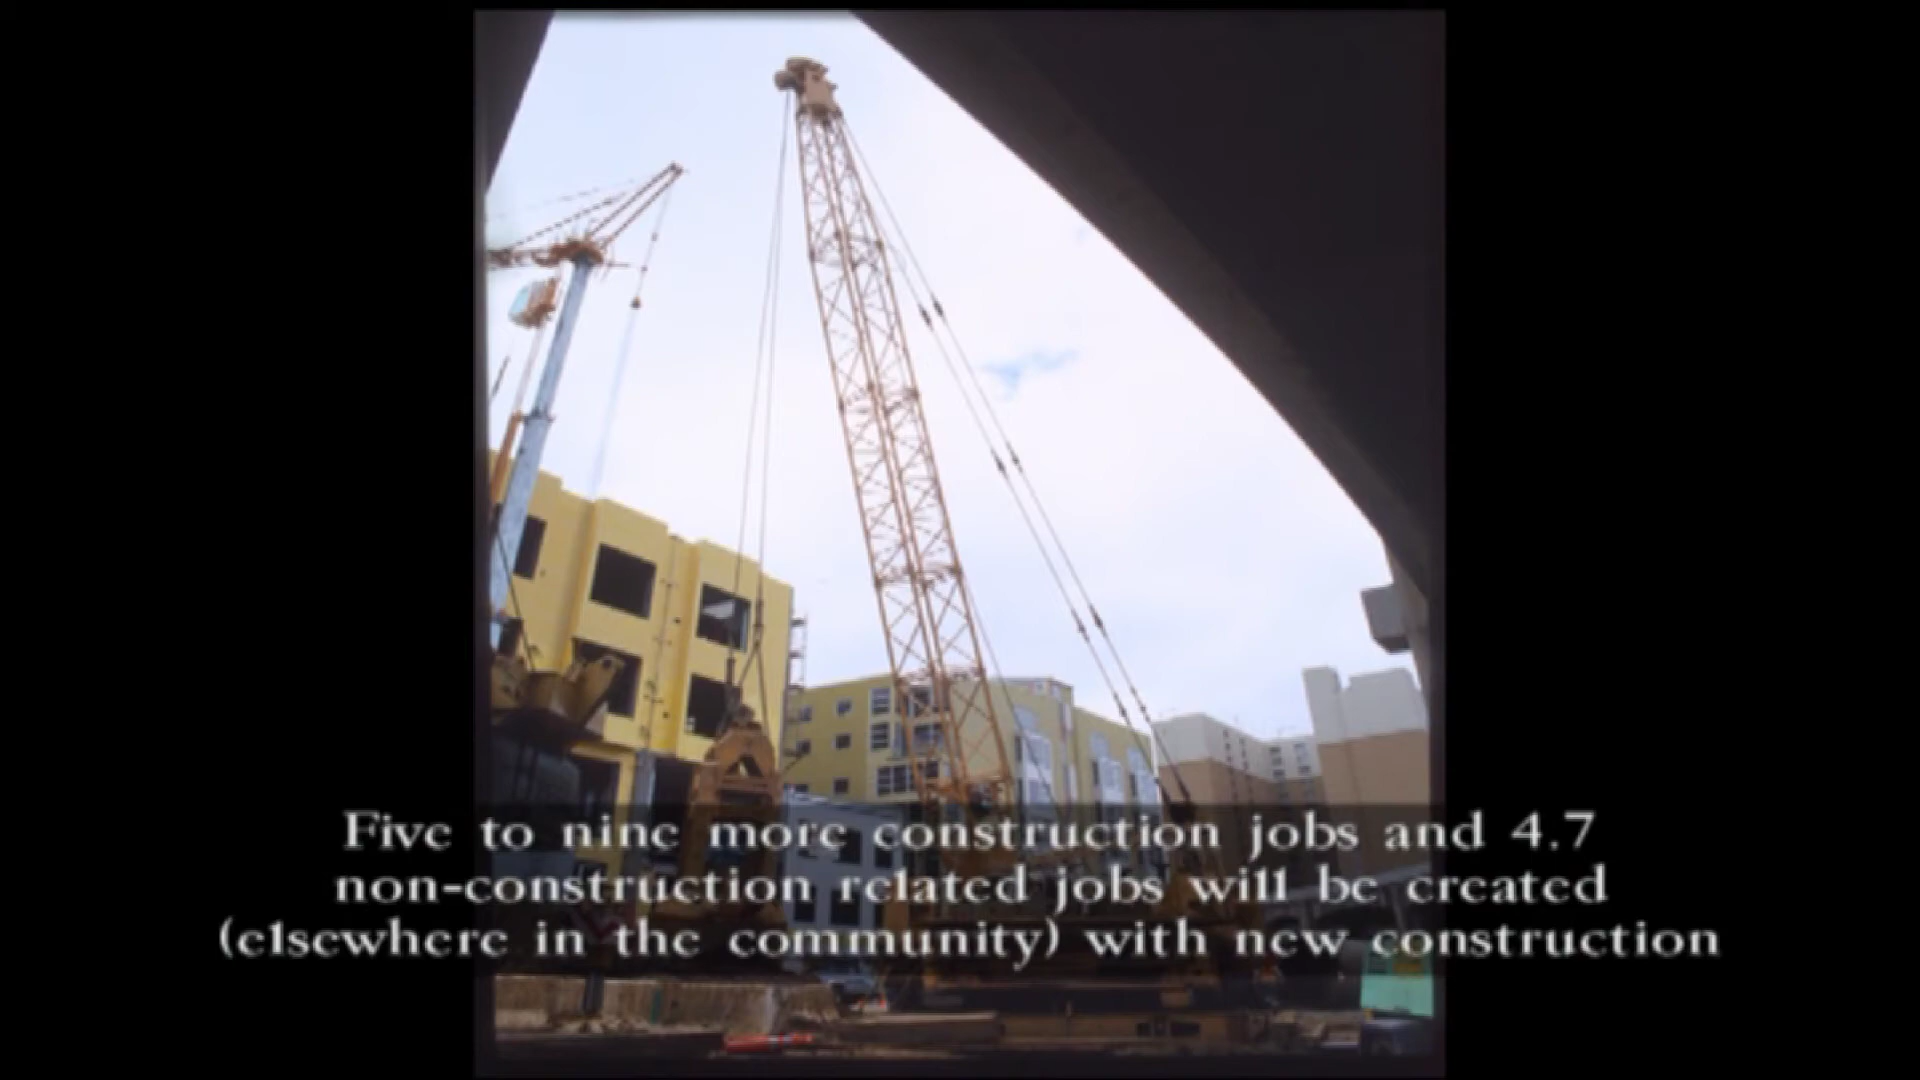 Five to nine more construction jobs and 4.7
non-construction related jobs will be created
(elsewhere in the community) with new construction